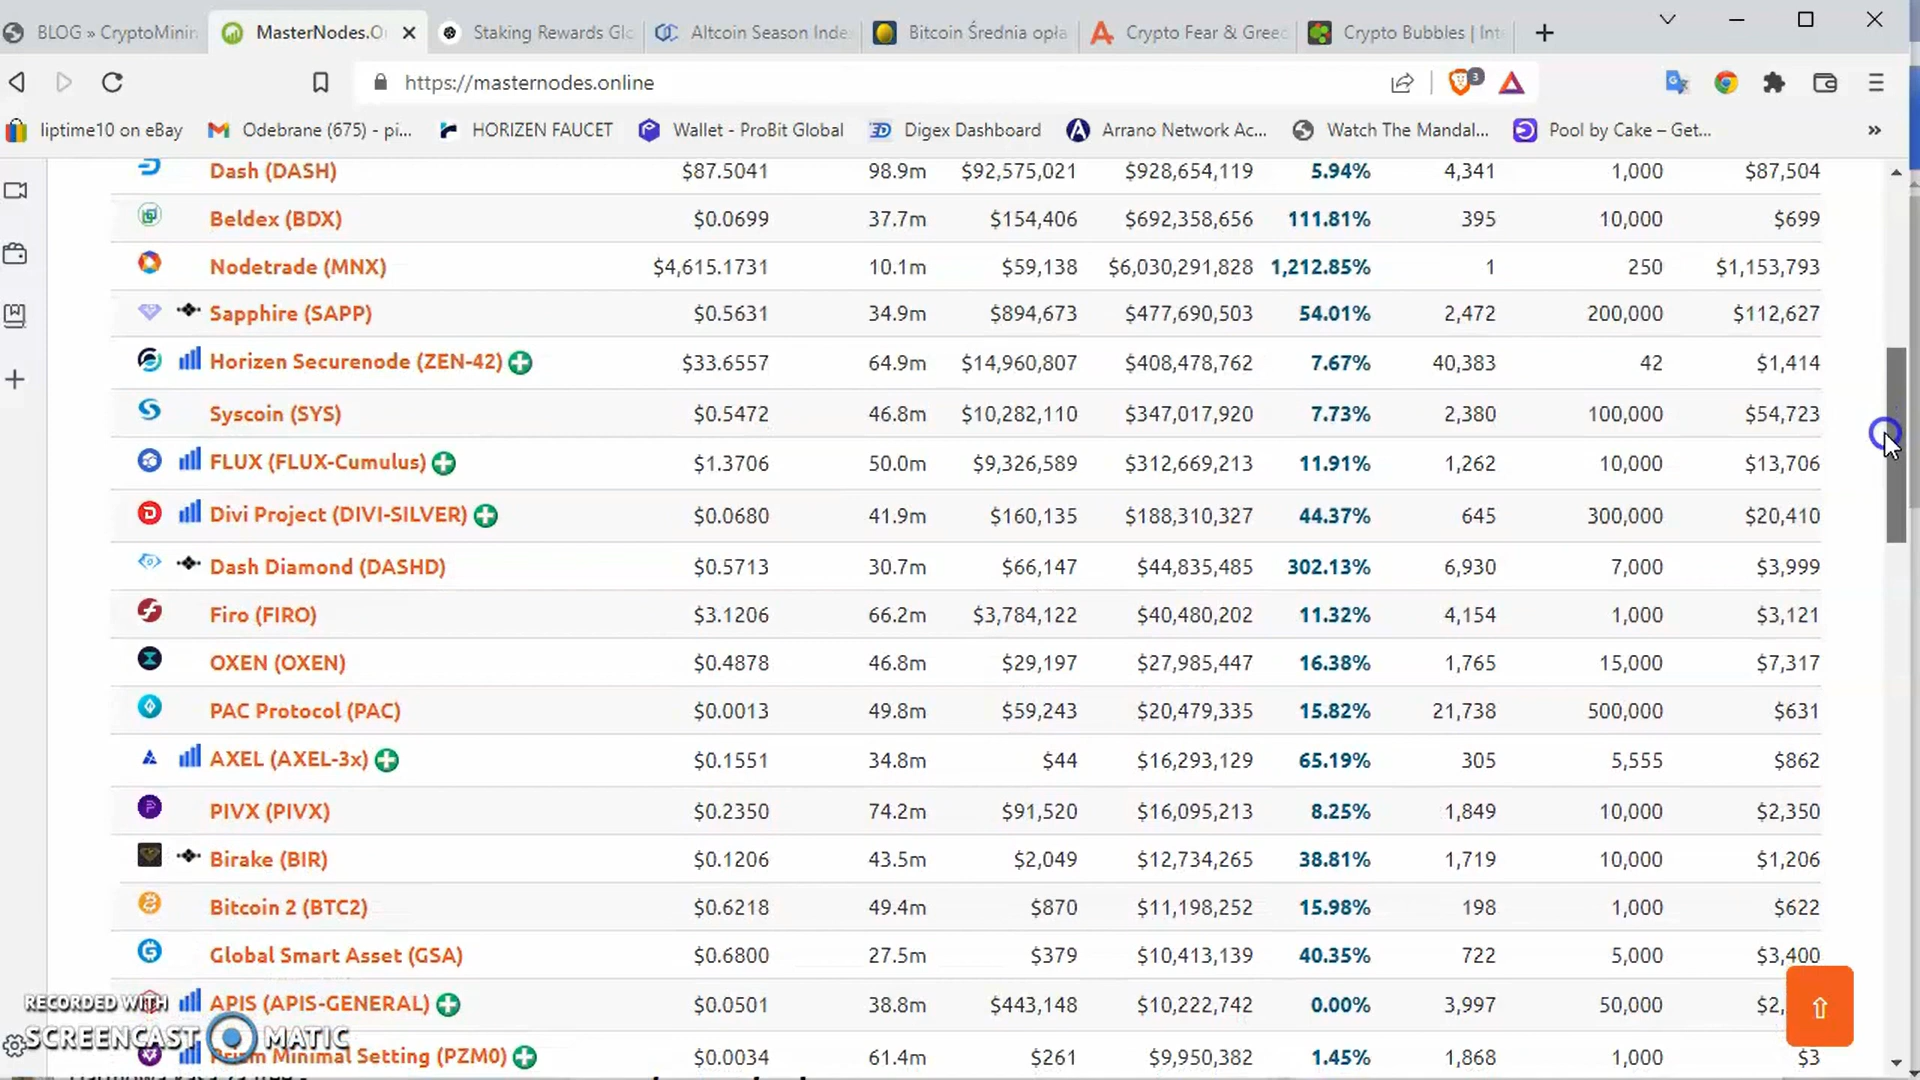 BLOG » CryptoMinin MasterNodes.O Staking Rewards Glo Altcoin Season Inde Bitcoin Średnia opła Crypto Fear & Greed Crypto Bubbles | Inte
https://masternodes.online 3
liptime10 on eBay Odebrane (675) - pi... HORIZEN FAUCET Wallet - ProBit Global Digex Dashboard Arrano Network Ac... Watch The Mandal... Pool by Cake – Get... »
Dash (DASH) $87.5041 98.9m $92,575,021 $928,654,119 5.94% 4,341 1,000 $87,504
Beldex (BDX) $0.0699 37.7m $154,406 $692,358,656 111.81% 395 10,000 $699
Nodetrade (MNX) $4,615.1731 10.1m $59,138 $6,030,291,828 1,212.85% 1 250 $1,153,793
Sapphire (SAPP) $0.5631 34.9m $894,673 $477,690,503 54.01% 2,472 200,000 $112,627
Horizen Securenode (ZEN-42) $33.6557 64.9m $14,960,807 $408,478,762 7.67% 40,383 42 $1,414
Syscoin (SYS) $0.5472 46.8m $10,282,110 $347,017,920 7.73% 2,380 100,000 $54,723
FLUX (FLUX-Cumulus) $1.3706 50.0m $9,326,589 $312,669,213 11.91% 1,262 10,000 $13,706
Divi Project (DIVI-SILVER) $0.0680 41.9m $160,135 $188,310,327 44.37% 645 300,000 $20,410
Dash Diamond (DASHD) $0.5713 30.7m $66,147 $44,835,485 302.13% 6,930 7,000 $3,999
Firo (FIRO) $3.1206 66.2m $3,784,122 $40,480,202 11.32% 4,154 1,000 $3,121
OXEN (OXEN) $0.4878 46.8m $29,197 $27,985,447 16.38% 1,765 15,000 $7,317
PAC Protocol (PAC) $0.0013 49.8m $59,243 $20,479,335 15.82% 21,738 500,000 $631
AXEL (AXEL-3x) $0.1551 34.8m $44 $16,293,129 65.19% 305 5,555 $862
PIVX (PIVX) $0.2350 74.2m $91,520 $16,095,213 8.25% 1,849 10,000 $2,350
Birake (BIR) $0.1206 43.5m $2,049 $12,734,265 38.81% 1,719 10,000 $1,206
Bitcoin 2 (BTC2) $0.6218 49.4m $870 $11,198,252 15.98% 198 1,000 $622
Global Smart Asset (GSA) $0.6800 27.5m $379 $10,413,139 40.35% 722 5,000 $3,400
APIS (APIS-GENERAL) $0.0501 38.8m $443,148 $10,222,742 0.00% 3,997 50,000 $2,
Prism Minimal Setting (PZM0) $0.0034 61.4m $261 $9,950,382 1.45% 1,868 1,000 $3
RECORDED WITH
SCREENCAST MATIC